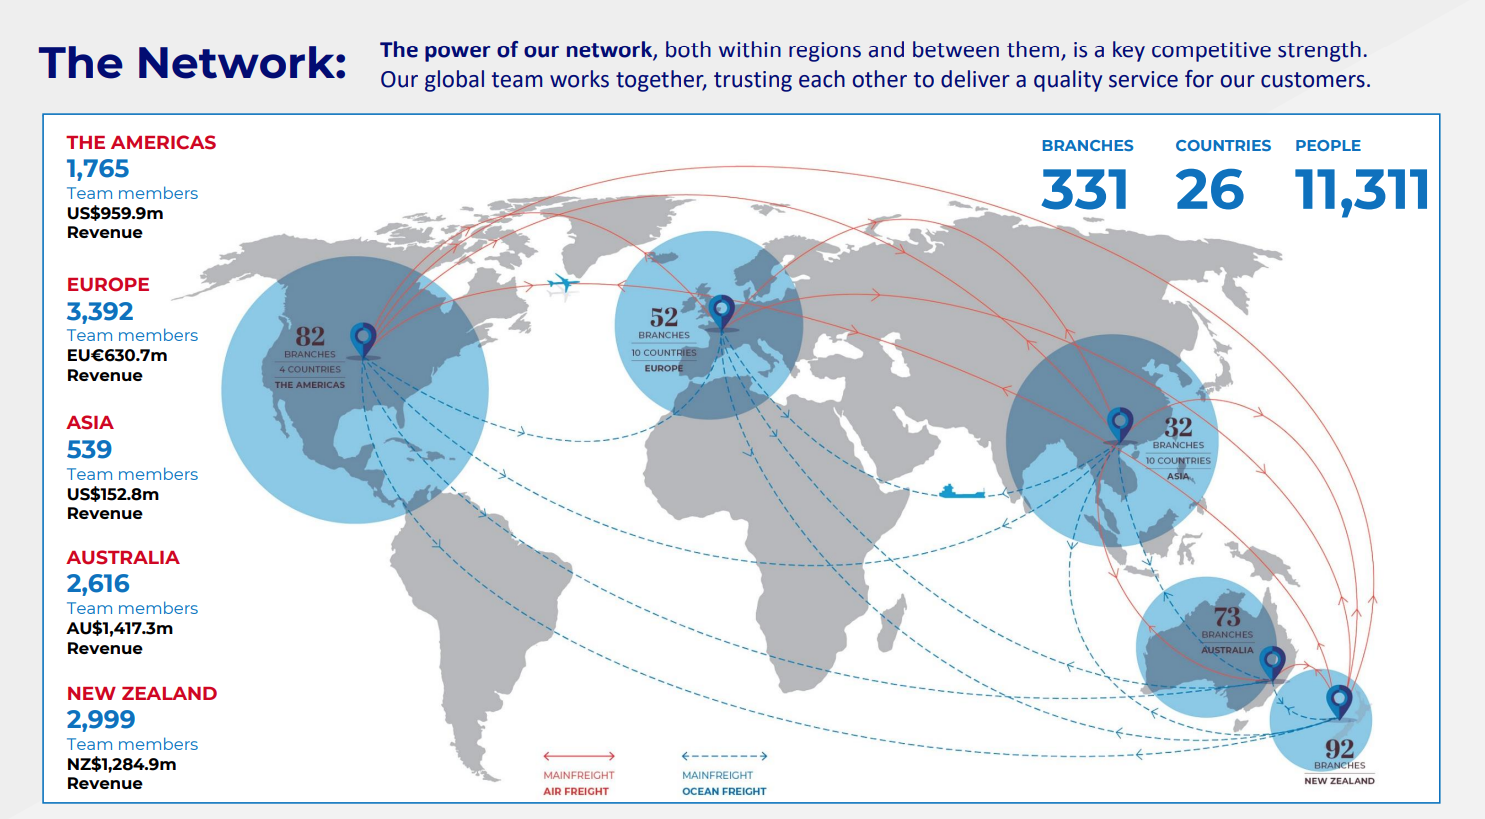 The Network:
The power of our network, both within regions and between them, is a key competitive strength.
Our global team works together, trusting each other to deliver a quality service for our customers.
THE AMERICAS
1,765
Team members
US$959.9m
Revenue
EUROPE
3,392
Team members
EU€630.7m
Revenue
ASIA
539
Team members
US$152.8m
Revenue
AUSTRALIA
2,616
Team members
AU$1,417.3m
Revenue
NEW ZEALAND
2,999
Team members
NZ$1,284.9m
Revenue
BRANCHES
331
COUNTRIES
26
PEOPLE
11,311
82
BRANCHES
4 COUNTRIES
THE AMERICAS
52
BRANCHES
10 COUNTRIES
EUROPE
32
BRANCHES
10 COUNTRIES
ASIA
73
BRANCHES
AUSTRALIA
92
BRANCHES
NEW ZEALAND
MAINFREIGHT
AIR FREIGHT
MAINFREIGHT
OCEAN FREIGHT